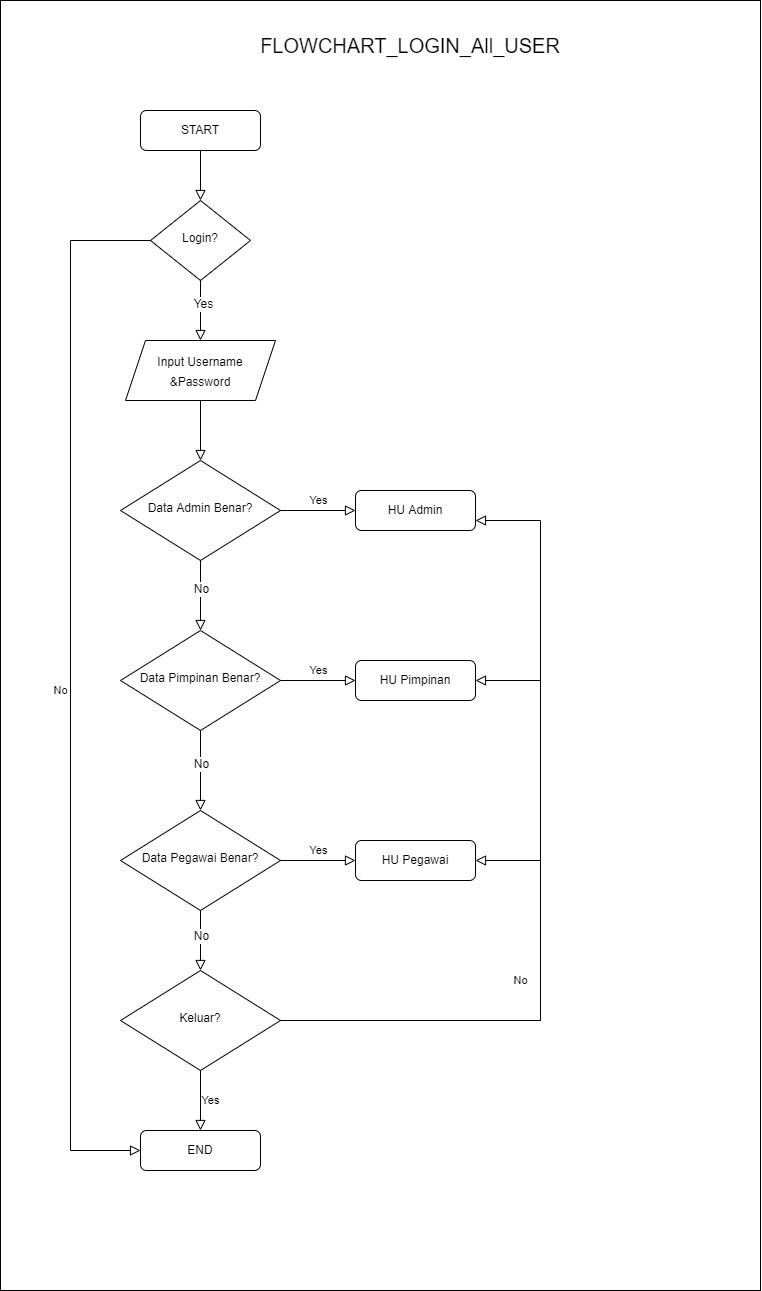 FLOWCHART_LOGIN_All_USER
START
Login?
Yes
Input Username
&Password
Data Admin Benar?
Yes
HU Admin
No
Data Pimpinan Benar?
Yes
HU Pimpinan
No
No
Data Pegawai Benar?
Yes
HU Pegawai
No
No
Keluar?
Yes
END